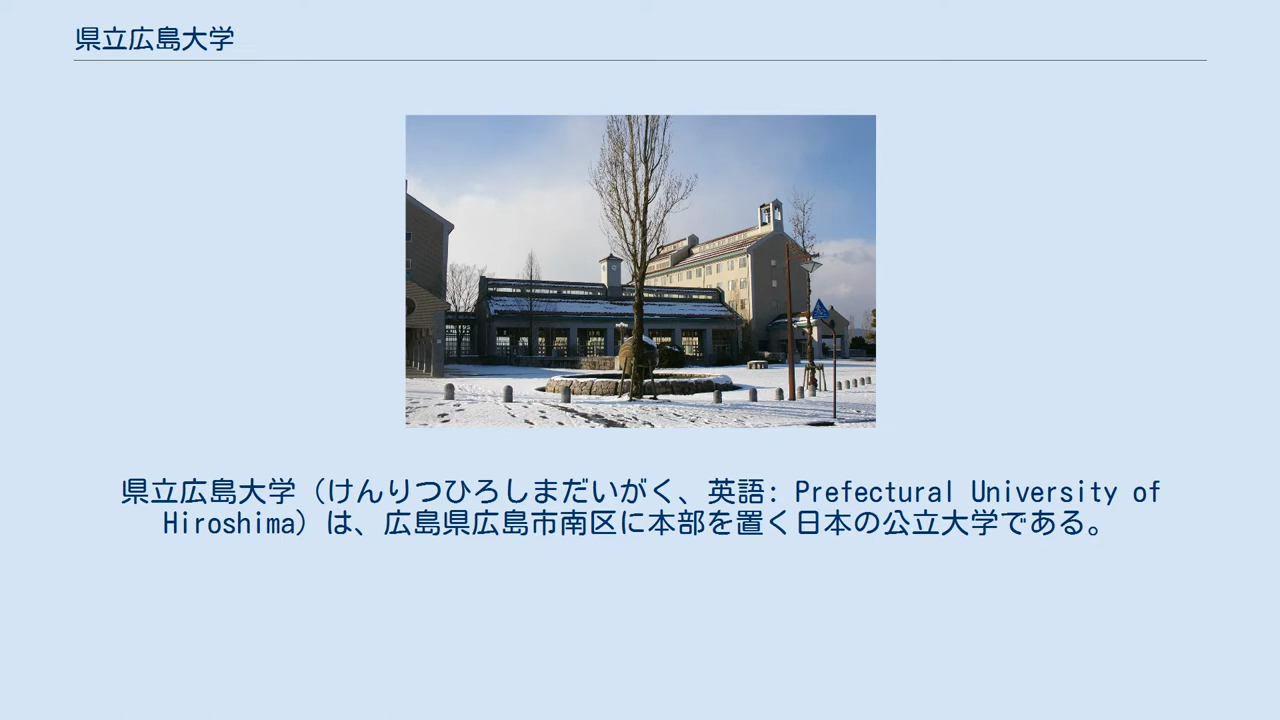 県立広島大学
県立広島大学（けんりつひろしまだいがく、英語: Prefectural University of
Hiroshima）は、広島県広島市南区に本部を置く日本の公立大学である。